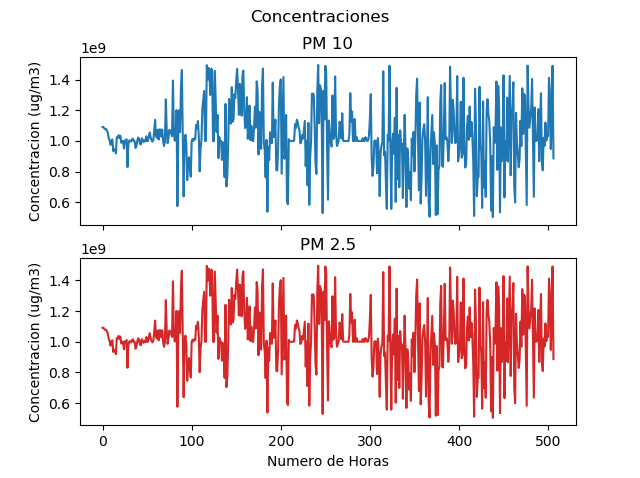 Concentraciones
PM 10
1e9
Concentracion (ug/m3)
1.4
1.2
1.0
0.8
0.6
PM 2.5
1e9
Concentracion (ug/m3)
1.4
1.2
1.0
0.8
0.6
0 100 200 300 400 500
Numero de Horas